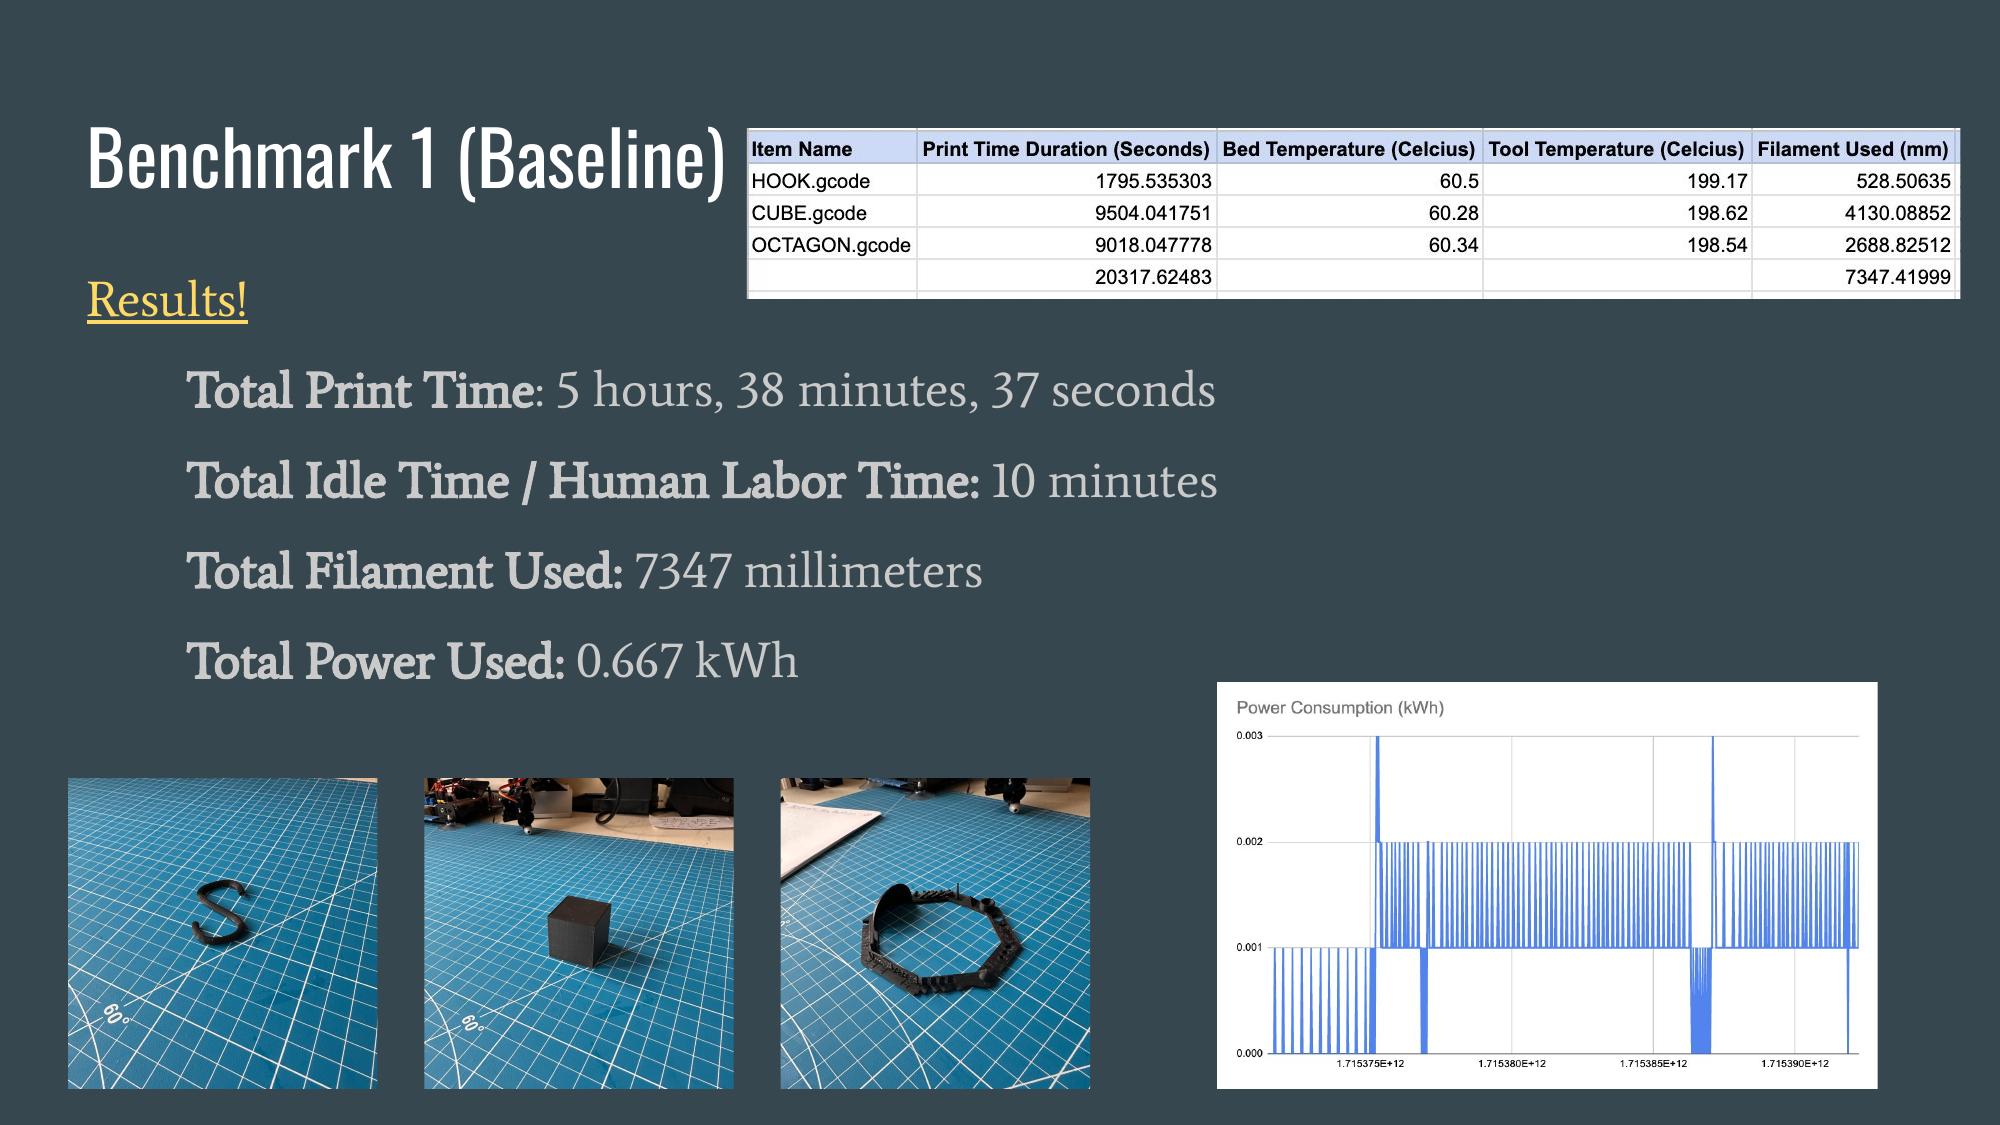 Benchmark 1 (Baseline)
Item Name Print Time Duration (Seconds) Bed Temperature (Celcius) Tool Temperature (Celcius) Filament Used (mm)
HOOK.gcode 1795.535303 60.5 199.17 528.50635
CUBE.gcode 9504.041751 60.28 198.62 4130.08852
OCTAGON.gcode 9018.047778 60.34 198.54 2688.82512
20317.62483 7347.41999
Results!
Total Print Time: 5 hours, 38 minutes, 37 seconds
Total Idle Time / Human Labor Time: 10 minutes
Total Filament Used: 7347 millimeters
Total Power Used: 0.667 kWh
60°
60°
Power Consumption (kWh)
0.003
0.002
0.001
0.000
1.715375E+12 1.715380E+12 1.715385E+12 1.715390E+12